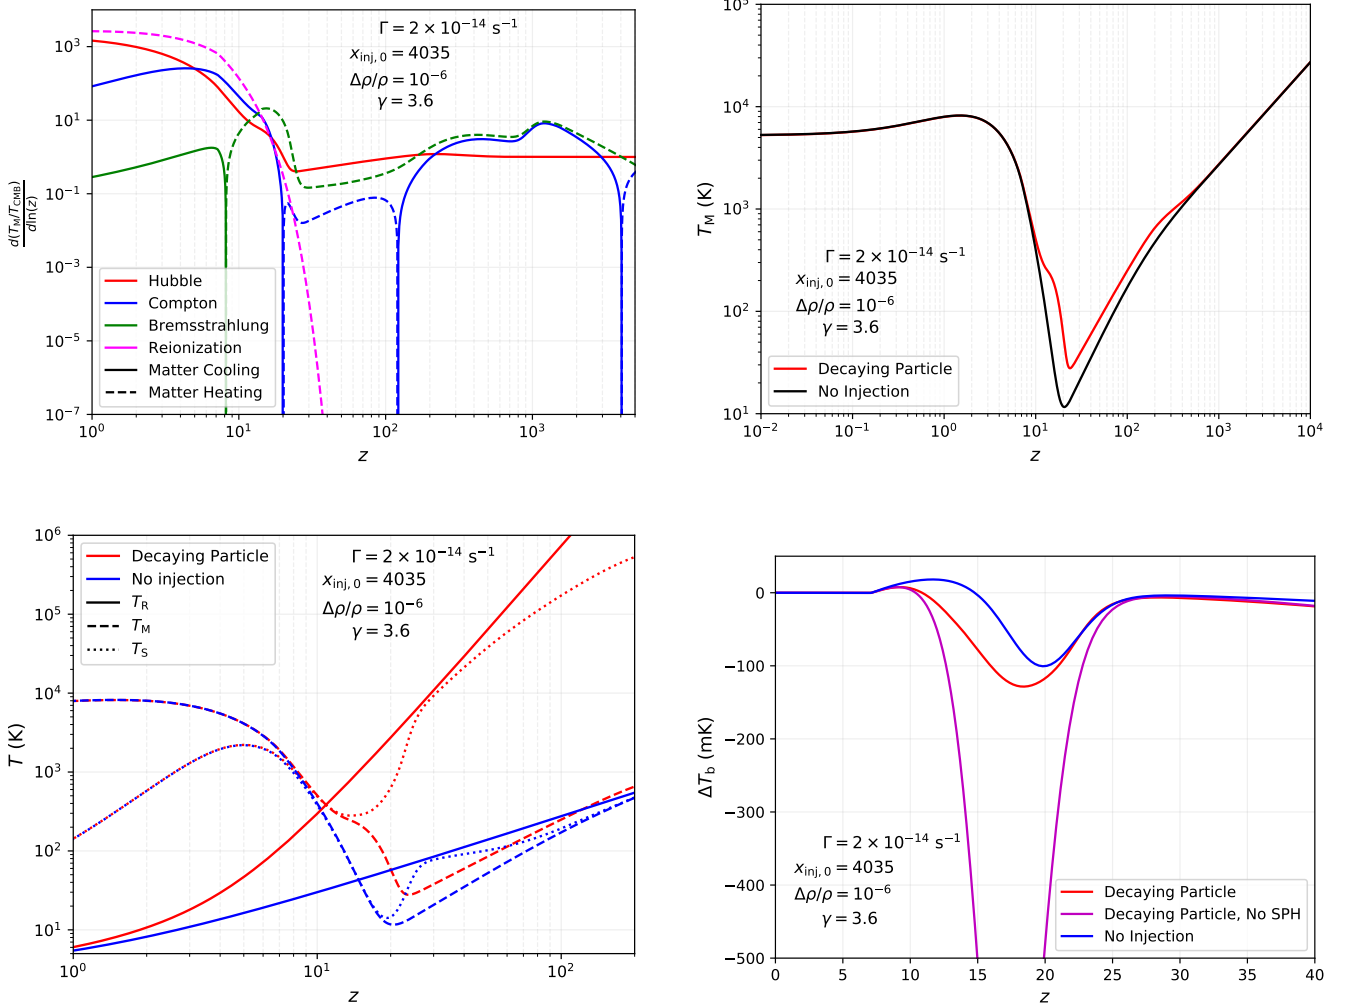 Γ = 2 × 10⁻¹⁴ s⁻¹
x_inj, 0 = 4035
Δρ/ρ = 10⁻⁶
γ = 3.6
10³
10¹
10⁻¹
10⁻³
10⁻⁵
10⁻⁷
d(T_M/T_CMB)
dln(z)
Hubble
Compton
Bremsstrahlung
Reionization
Matter Cooling
Matter Heating
10⁰ 10¹ 10² 10³
z
10⁵
10⁴
10³
10²
10¹
T_M (K)
Γ = 2 × 10⁻¹⁴ s⁻¹
x_inj, 0 = 4035
Δρ/ρ = 10⁻⁶
γ = 3.6
Decaying Particle
No Injection
10⁻² 10⁻¹ 10⁰ 10¹ 10² 10³ 10⁴
z
10⁶
10⁵
10⁴
10³
10²
10¹
T (K)
Decaying Particle
No injection
T_R
T_M
T_S
Γ = 2 × 10⁻¹⁴ s⁻¹
x_inj, 0 = 4035
Δρ/ρ = 10⁻⁶
γ = 3.6
10⁰ 10¹ 10²
z
0
−100
−200
−300
−400
−500
ΔT_b (mK)
Γ = 2 × 10⁻¹⁴ s⁻¹
x_inj, 0 = 4035
Δρ/ρ = 10⁻⁶
γ = 3.6
Decaying Particle
Decaying Particle, No SPH
No Injection
0 5 10 15 20 25 30 35 40
z